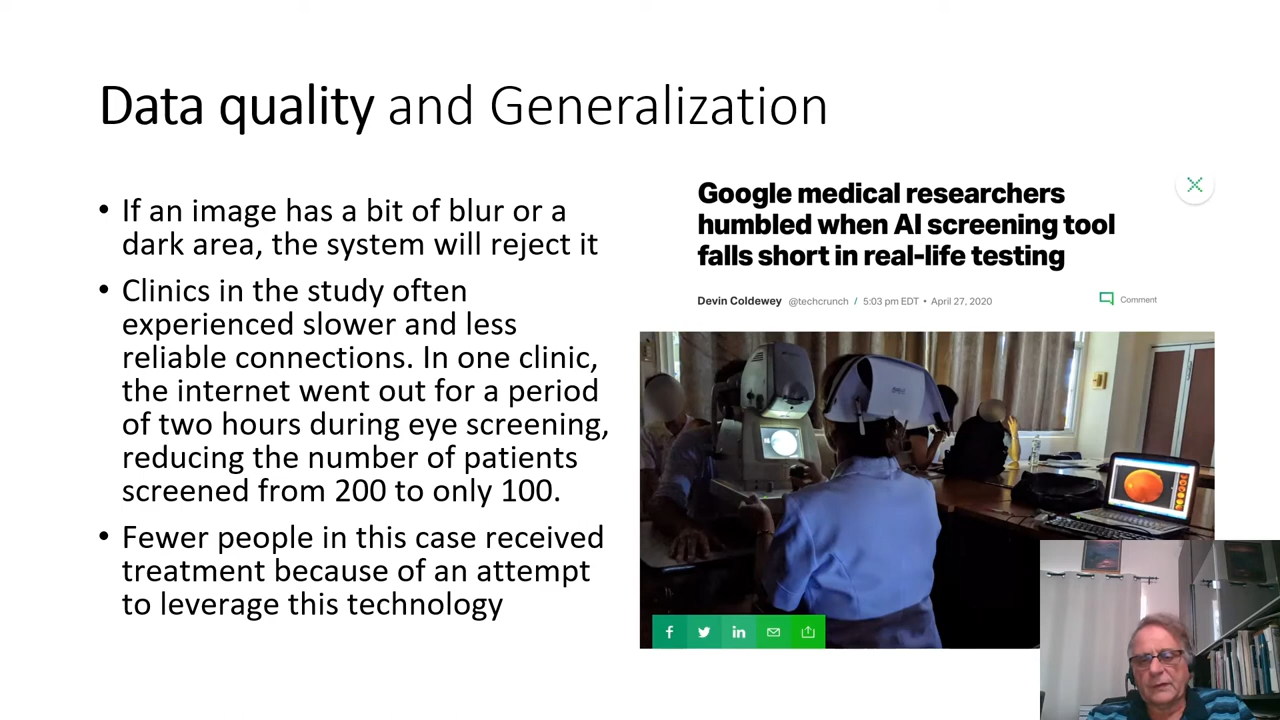 Data quality and Generalization
• If an image has a bit of blur or a
dark area, the system will reject it
• Clinics in the study often
experienced slower and less
reliable connections. In one clinic,
the internet went out for a period
of two hours during eye screening,
reducing the number of patients
screened from 200 to only 100.
• Fewer people in this case received
treatment because of an attempt
to leverage this technology
Google medical researchers
humbled when AI screening tool
falls short in real-life testing
Devin Coldewey @techcrunch / 5:03 pm EDT • April 27, 2020
Comment